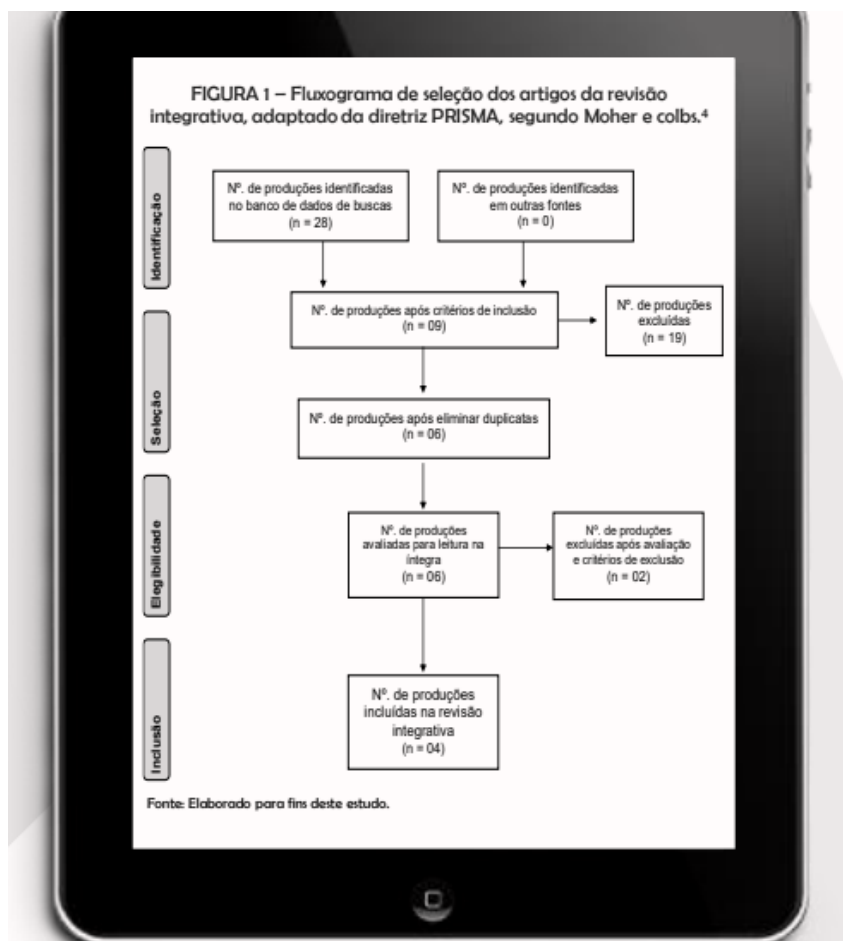 FIGURA 1 – Fluxograma de seleção dos artigos da revisão
integrativa, adaptado da diretriz PRISMA, segundo Moher e colbs.⁴
Identificação
Nº. de produções identificadas
no banco de dados de buscas
(n = 28)
Nº. de produções identificadas
em outras fontes
(n = 0)
Nº. de produções após critérios de inclusão
(n = 09)
Nº. de produções
excluídas
(n = 19)
Seleção
Nº. de produções após eliminar duplicatas
(n = 06)
Elegibilidade
Nº. de produções
avaliadas para leitura na
íntegra
(n = 06)
Nº. de produções
excluídas após avaliação
e critérios de exclusão
(n = 02)
Inclusão
Nº. de produções
incluídas na revisão
integrativa
(n = 04)
Fonte: Elaborado para fins deste estudo.